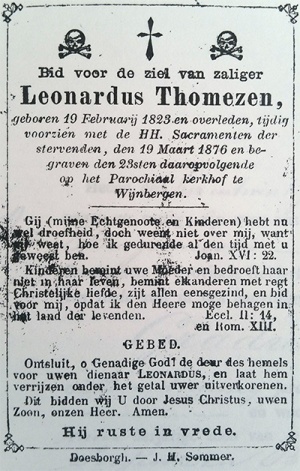 Bid voor de ziel van zaliger
Leonardus Thomezen,
geboren 19 Februarij 1823 en overleden, tijdig
voorzien met de HH. Sacramenten der
stervenden, den 19 Maart 1876 en be-
graven den 23sten daaropvolgende
op het Parochiaal kerkhof te
Wijnbergen.
Gij (mijne Echtgenoote en Kinderen) hebt nu
wel droefheid, doch weent niet over mij, want
gij weet, hoe ik gedurende al den tijd met u
geweest ben. Joan. XVI: 22.
Kinderen bemint uwe Moeder en bedroeft haar
niet in haar leven, bemint elkanderen met regt
Christelijke liefde, zijt allen eensgezind, en bid
voor mij, opdat ik den Heere moge behagen in
het land der levenden. Eccl. II: 14,
en Rom. XIII.
GEBED.
Ontsluit, o Genadige God! de deur des hemels
voor uwen dienaar LEONARDUS, en laat hem
verrijzen onder het getal uwer uitverkorenen.
Dit bidden wij U door Jesus Christus, uwen
Zoon, onzen Heer. Amen.
Hij ruste in vrede.
Doesborgh. — J. H. Sommer.